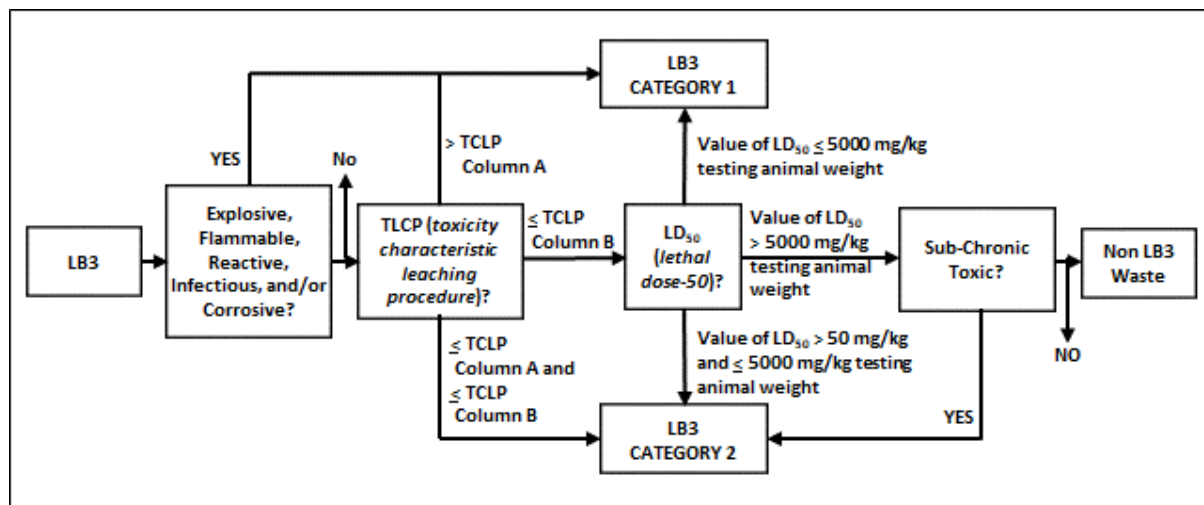 LB3
CATEGORY 1
YES
No
> TCLP
Column A
Value of LD₅₀ ≤ 5000 mg/kg
testing animal weight
LB3
Explosive,
Flammable,
Reactive,
Infectious, and/or
Corrosive?
TLCP (toxicity
characteristic
leaching
procedure)?
≤ TCLP
Column B
LD₅₀
(lethal
dose-50)?
Value of LD₅₀
> 5000 mg/kg
testing animal
weight
Sub-Chronic
Toxic?
Non LB3
Waste
NO
≤ TCLP
Column A and
≤ TCLP
Column B
Value of LD₅₀ > 50 mg/kg
and ≤ 5000 mg/kg testing
animal weight
YES
LB3
CATEGORY 2